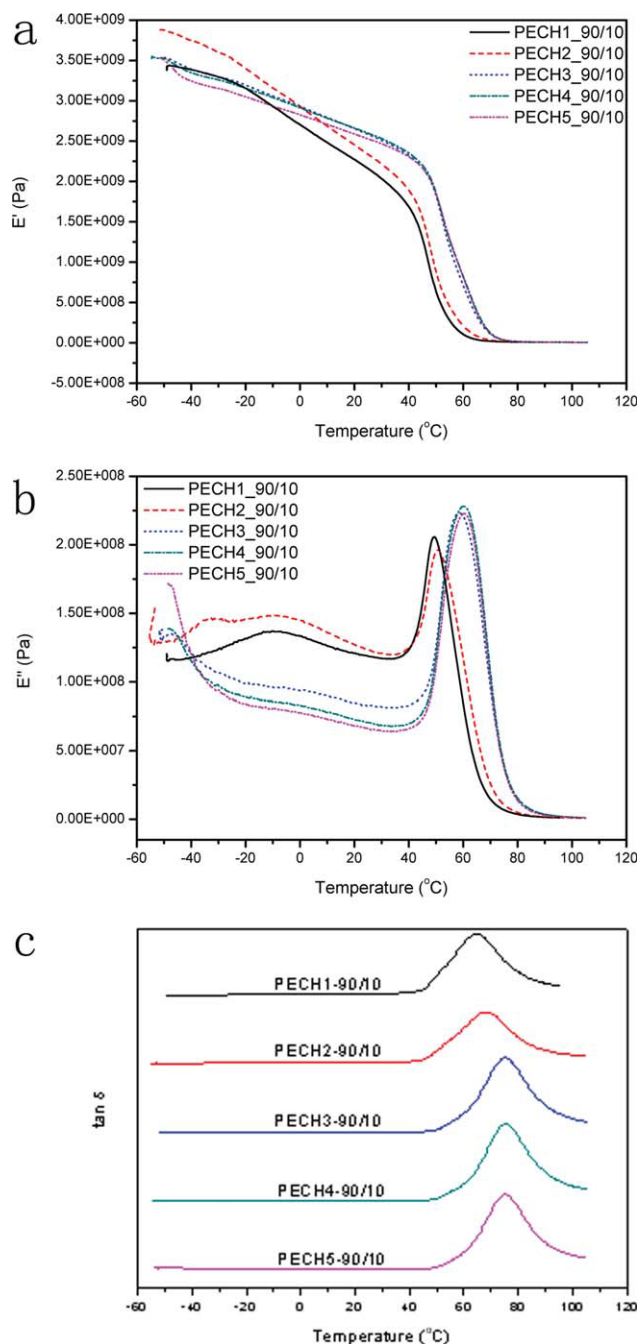 a
4.00E+009
3.50E+009
3.00E+009
2.50E+009
2.00E+009
1.50E+009
1.00E+009
5.00E+008
0.00E+000
-5.00E+008
E' (Pa)
PECH1_90/10
PECH2_90/10
PECH3_90/10
PECH4_90/10
PECH5_90/10
-60 -40 -20 0 20 40 60 80 100 120
Temperature (°C)
b
2.50E+008
2.00E+008
1.50E+008
1.00E+008
5.00E+007
0.00E+000
E'' (Pa)
PECH1_90/10
PECH2_90/10
PECH3_90/10
PECH4_90/10
PECH5_90/10
-60 -40 -20 0 20 40 60 80 100 120
Temperature (°C)
c
tan δ
PECH1-90/10
PECH2-90/10
PECH3-90/10
PECH4-90/10
PECH5-90/10
-60 -40 -20 0 20 40 60 80 100 120
Temperature (°C)